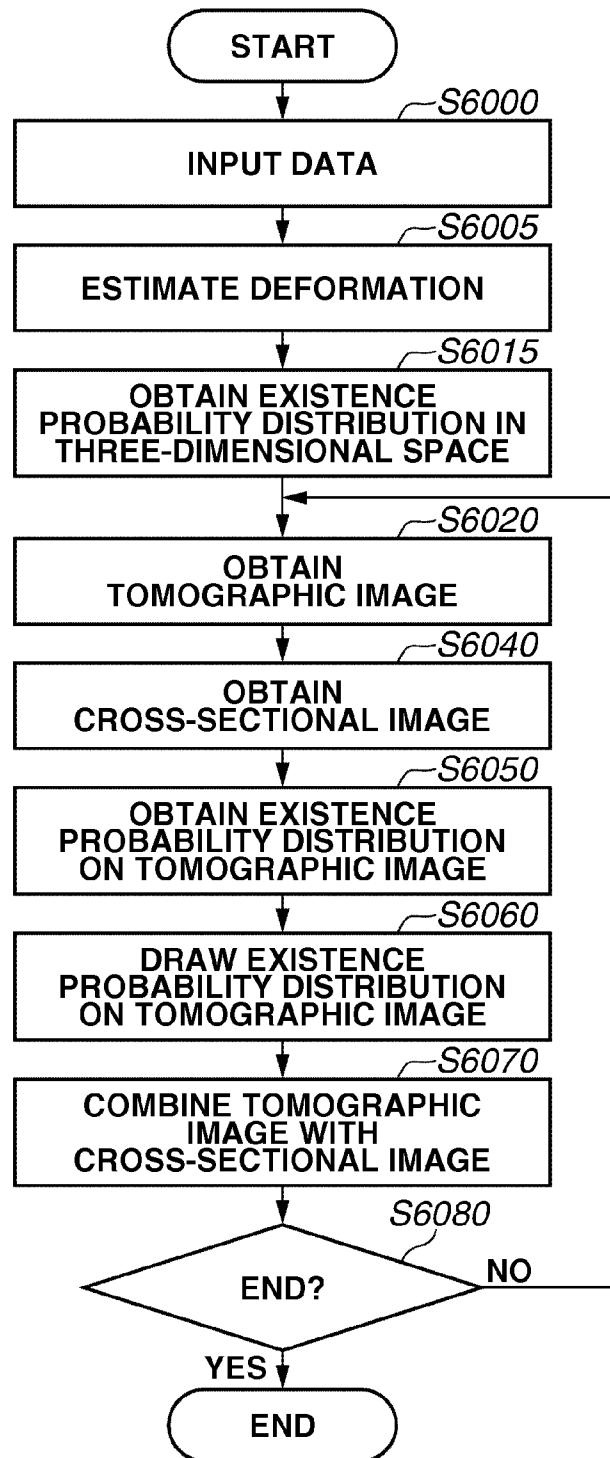 START
S6000
INPUT DATA
S6005
ESTIMATE DEFORMATION
S6015
OBTAIN EXISTENCE
PROBABILITY DISTRIBUTION IN
THREE-DIMENSIONAL SPACE
S6020
OBTAIN
TOMOGRAPHIC IMAGE
S6040
OBTAIN
CROSS-SECTIONAL IMAGE
S6050
OBTAIN EXISTENCE
PROBABILITY DISTRIBUTION
ON TOMOGRAPHIC IMAGE
S6060
DRAW EXISTENCE
PROBABILITY DISTRIBUTION
ON TOMOGRAPHIC IMAGE
S6070
COMBINE TOMOGRAPHIC
IMAGE WITH
CROSS-SECTIONAL IMAGE
S6080
END?
NO
YES
END